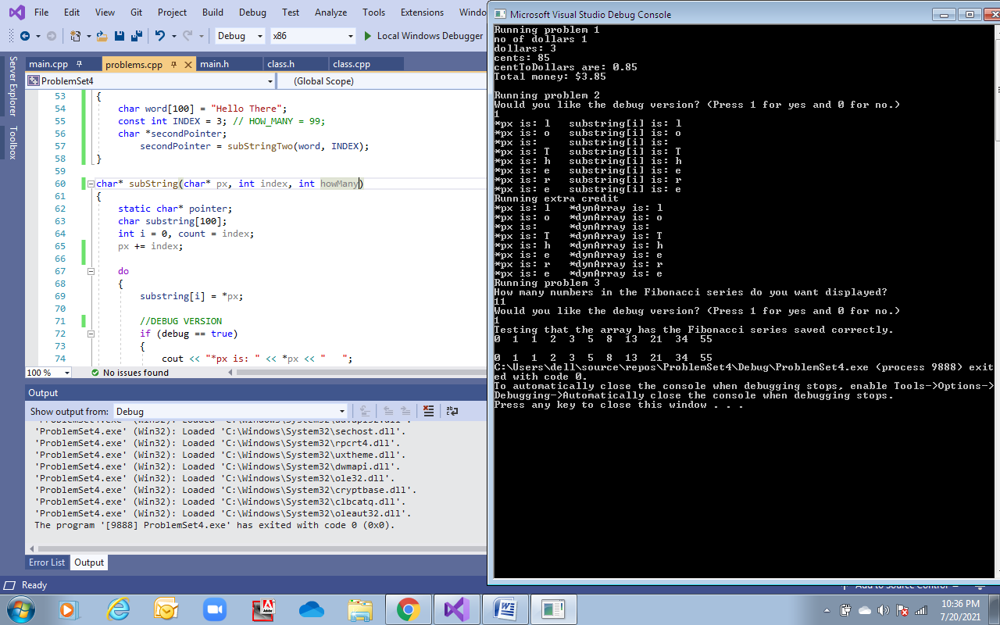 File Edit View Git Project Build Debug Test Analyze Tools Extensions
Debug x86 Local Windows Debugger
Server Explorer
Toolbox
main.cpp problems.cpp main.h class.h class.cpp
ProblemSet4 (Global Scope)
53 {
54 char word[100] = "Hello There";
55 const int INDEX = 3; // HOW_MANY = 99;
56 char *secondPointer;
57 secondPointer = subStringTwo(word, INDEX);
58 }
59
60 char* subString(char* px, int index, int howMany)
61 {
62 static char* pointer;
63 char substring[100];
64 int i = 0, count = index;
65 px += index;
66
67 do
68 {
69 substring[i] = *px;
70
71 //DEBUG VERSION
72 if (debug == true)
73 {
74 cout << "*px is: " << *px << "   ";
100 % No issues found
Output
Show output from: Debug
'ProblemSet4.exe' (Win32): Loaded 'C:\Windows\System32\advapi32.dll'.
'ProblemSet4.exe' (Win32): Loaded 'C:\Windows\System32\sechost.dll'.
'ProblemSet4.exe' (Win32): Loaded 'C:\Windows\System32\rpcrt4.dll'.
'ProblemSet4.exe' (Win32): Loaded 'C:\Windows\System32\uxtheme.dll'.
'ProblemSet4.exe' (Win32): Loaded 'C:\Windows\System32\dwmapi.dll'.
'ProblemSet4.exe' (Win32): Loaded 'C:\Windows\System32\ole32.dll'.
'ProblemSet4.exe' (Win32): Loaded 'C:\Windows\System32\cryptbase.dll'.
'ProblemSet4.exe' (Win32): Loaded 'C:\Windows\System32\clbcatq.dll'.
'ProblemSet4.exe' (Win32): Loaded 'C:\Windows\System32\oleaut32.dll'.
The program '[9888] ProblemSet4.exe' has exited with code 0 (0x0).
Error List Output
Ready
Microsoft Visual Studio Debug Console
Running problem 1
no of dollars 1
dollars: 3
cents: 85
centToDollars are: 0.85
Total money: $3.85
Running problem 2
Would you like the debug version? (Press 1 for yes and 0 for no.)
1
*px is: l   substring[i] is: l
*px is: o   substring[i] is: o
*px is:     substring[i] is:
*px is: T   substring[i] is: T
*px is: h   substring[i] is: h
*px is: e   substring[i] is: e
*px is: r   substring[i] is: r
*px is: e   substring[i] is: e
Running extra credit
*px is: l   *dynArray is: l
*px is: o   *dynArray is: o
*px is:     *dynArray is:
*px is: T   *dynArray is: T
*px is: h   *dynArray is: h
*px is: e   *dynArray is: e
*px is: r   *dynArray is: r
*px is: e   *dynArray is: e
Running problem 3
How many numbers in the Fibonacci series do you want displayed?
11
Would you like the debug version? (Press 1 for yes and 0 for no.)
1
Testing that the array has the Fibonacci series saved correctly.
0  1  1  2  3  5  8  13  21  34  55
0  1  1  2  3  5  8  13  21  34  55
C:\Users\dell\source\repos\ProblemSet4\Debug\ProblemSet4.exe (process 9888) exit
ed with code 0.
To automatically close the console when debugging stops, enable Tools->Options->
Debugging->Automatically close the console when debugging stops.
Press any key to close this window . . .
Add to Source Control
10:36 PM
7/20/2021